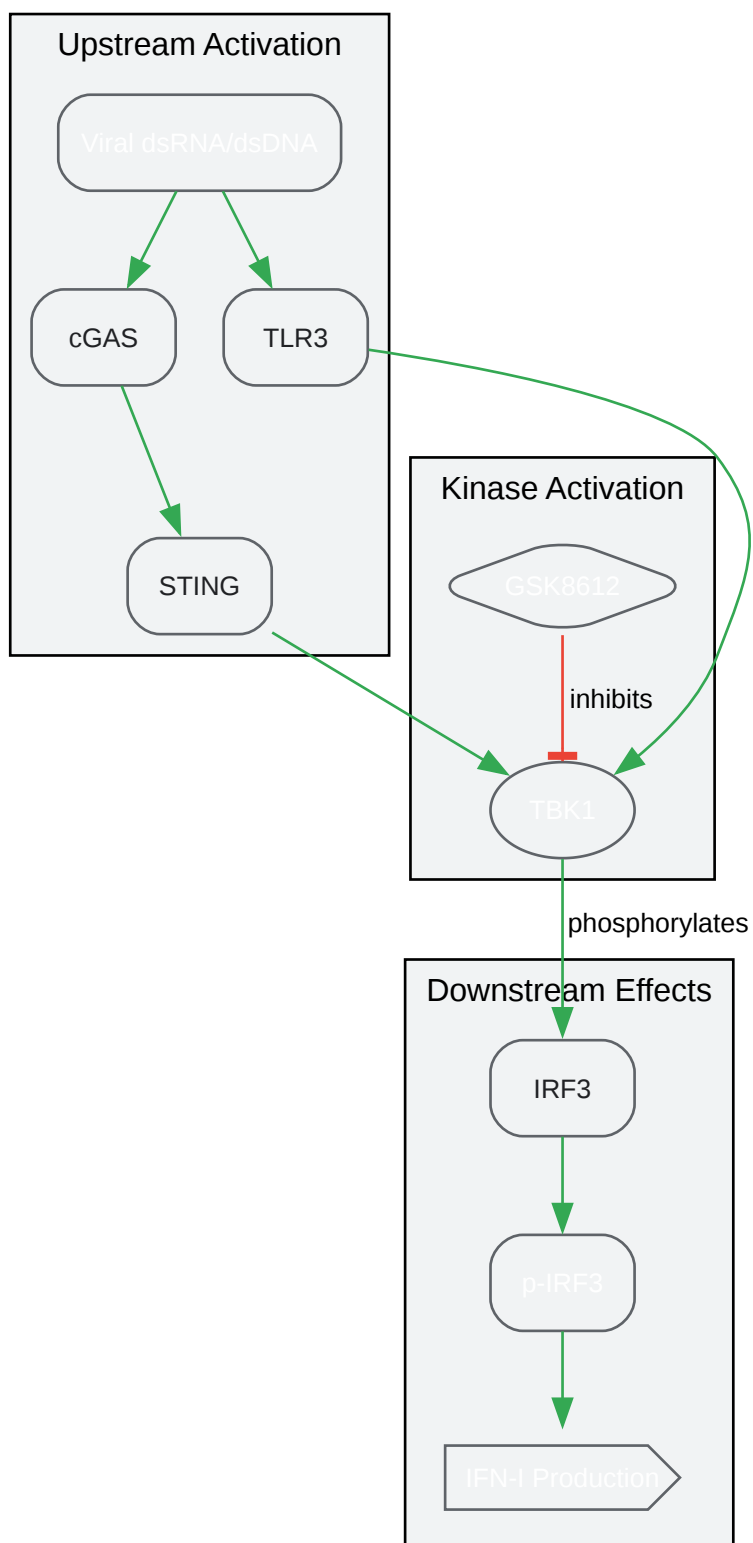 Upstream Activation
Viral dsRNA/dsDNA
cGAS
TLR3
STING
Kinase Activation
GSK8612
inhibits
TBK1
phosphorylates
Downstream Effects
IRF3
p-IRF3
IFN-I Production